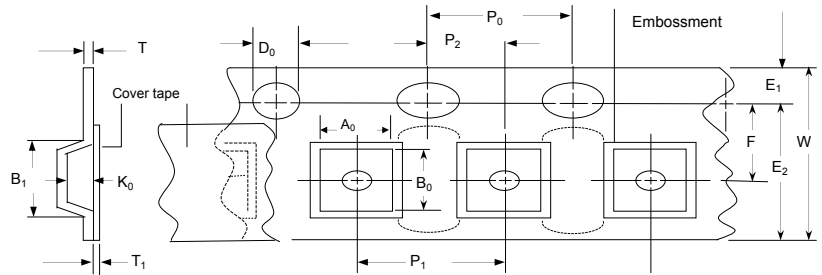 P0
Embossment
T
D0
P2
E1
Cover tape
A0
F
W
B1
K0
B0
E2
T1
P1